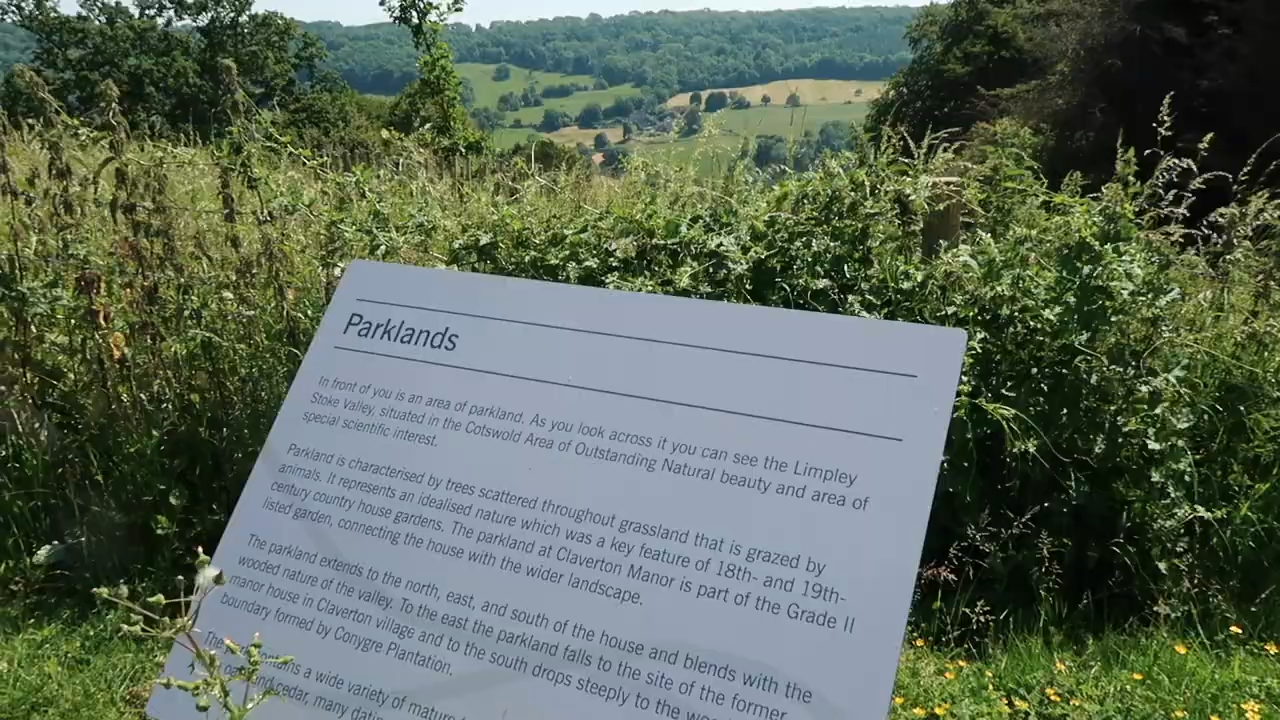 Parklands
In front of you is an area of parkland. As you look across it you can see the Limpley
Stoke Valley, situated in the Cotswold Area of Outstanding Natural beauty and area of
special scientific interest.
Parkland is characterised by trees scattered throughout grassland that is grazed by
animals. It represents an idealised nature which was a key feature of 18th- and 19th-
century country house gardens. The parkland at Claverton Manor is part of the Grade II
listed garden, connecting the house with the wider landscape.
The parkland extends to the north, east, and south of the house and blends with the
wooded nature of the valley. To the east the parkland falls to the site of the former
manor house in Claverton village and to the south drops steeply to the
boundary formed by Conygre Plantation.
The contains a wide variety of mature
oak and cedar, many